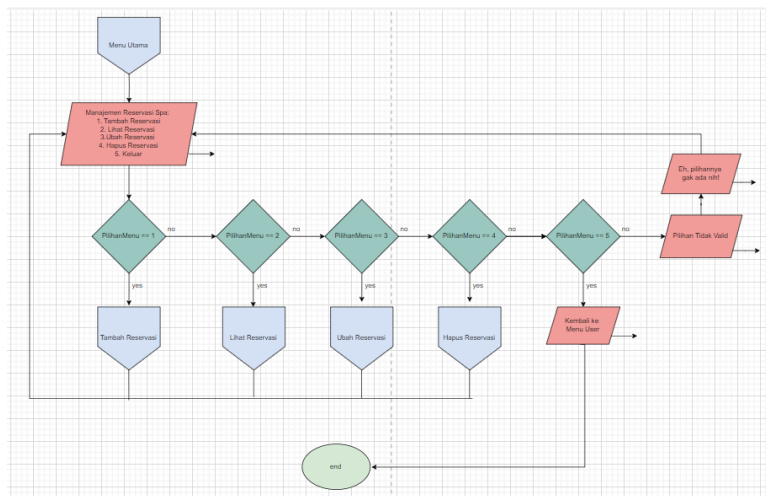 Menu Utama
Manajemen Reservasi Spa:
1. Tambah Reservasi
2. Lihat Reservasi
3.Ubah Reservasi
4. Hapus Reservasi
5. Keluar
Eh, pilihannya
gak ada nih!
PilihanMenu == 1
no
PilihanMenu == 2
no
PilihanMenu == 3
no
PilihanMenu == 4
no
PilihanMenu == 5
no
Pilihan Tidak Valid
yes
yes
yes
yes
yes
Tambah Reservasi
Lihat Reservasi
Ubah Reservasi
Hapus Reservasi
Kembali ke
Menu User
end